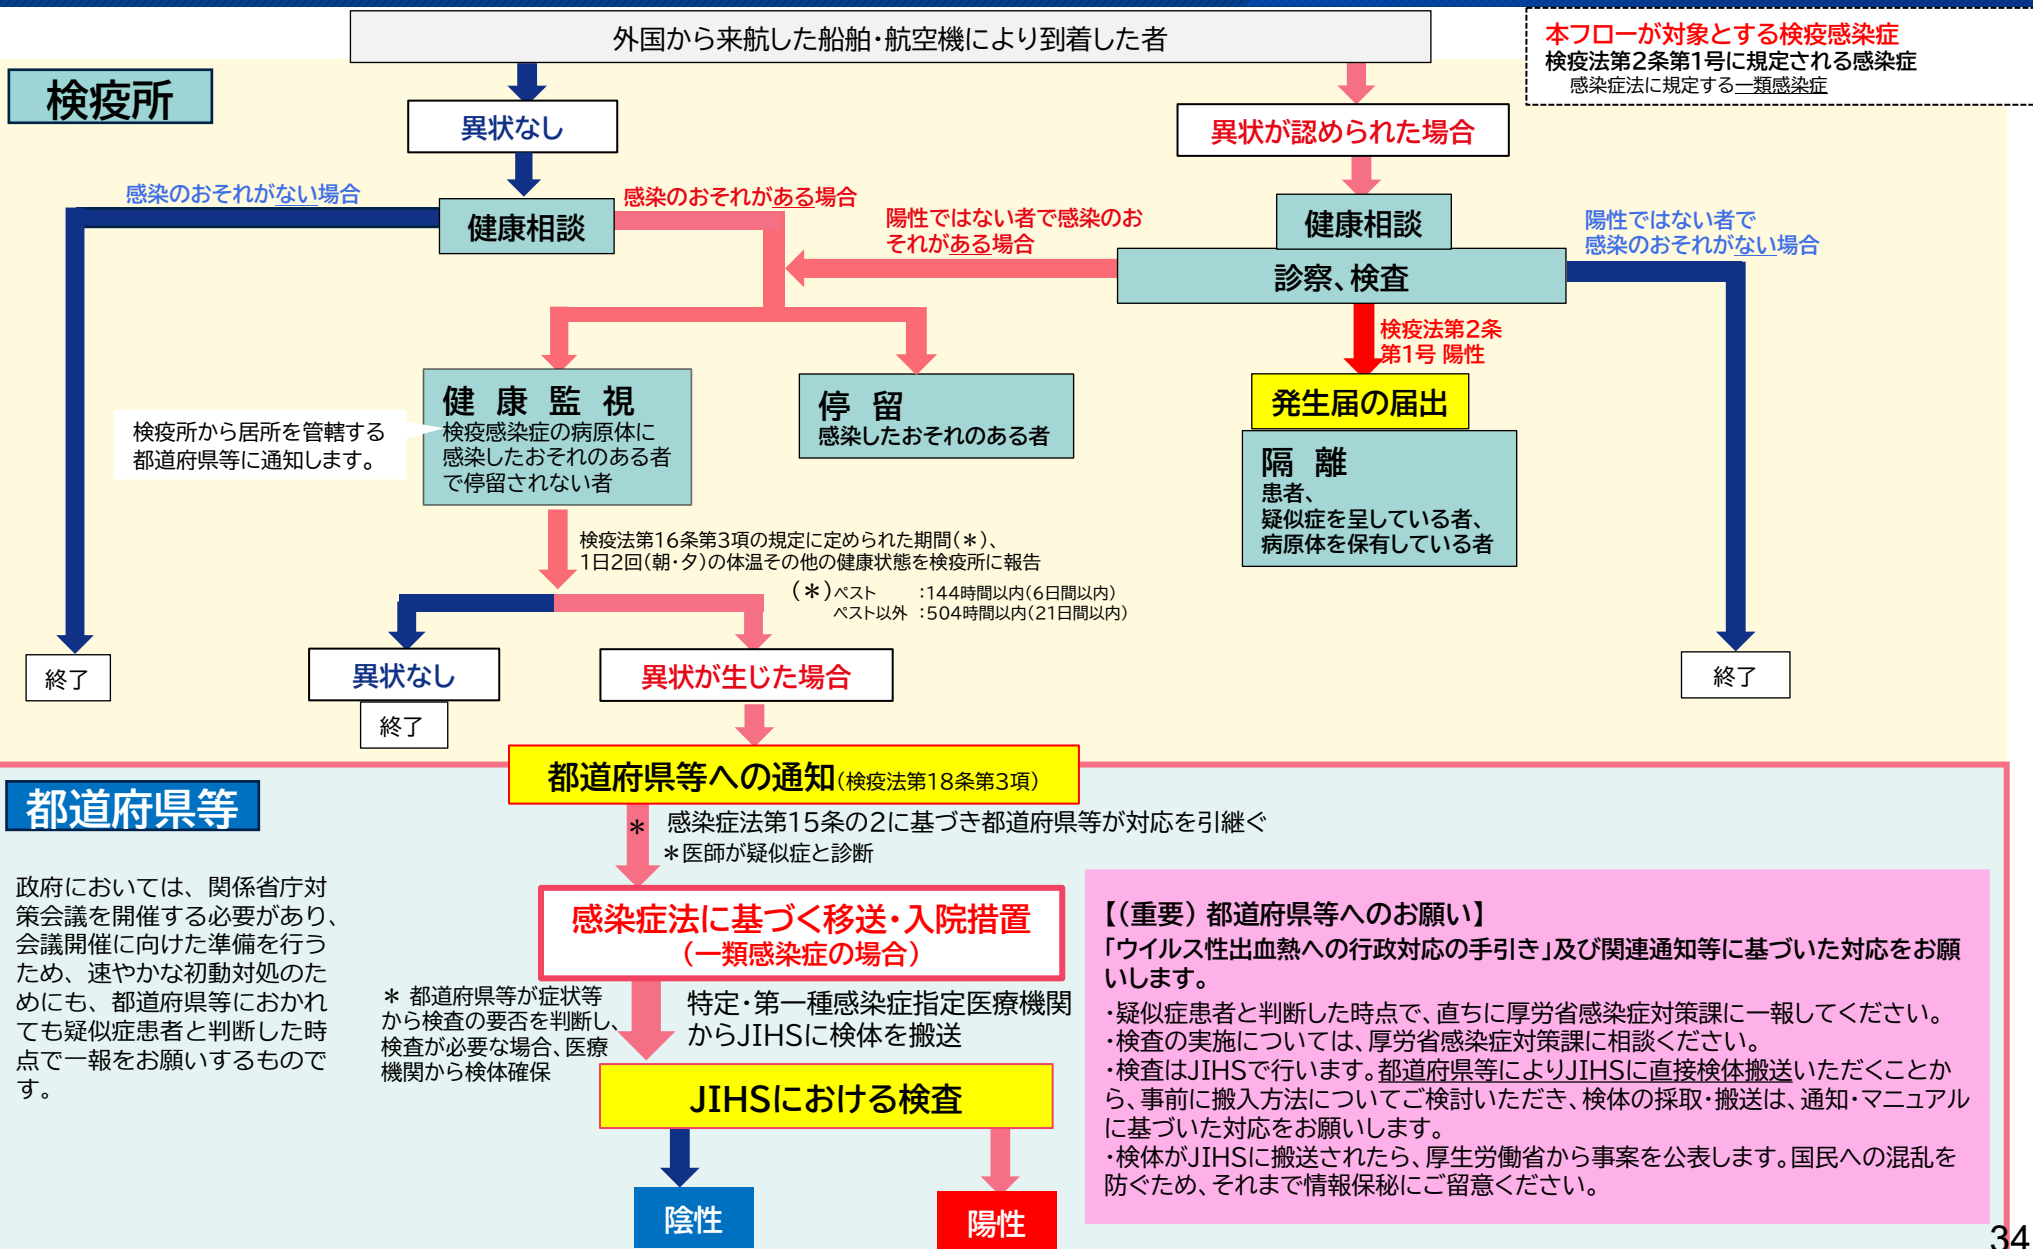 外国から来航した船舶・航空機により到着した者
本フローが対象とする検疫感染症
検疫法第2条第1号に規定される感染症
感染症法に規定する一類感染症
検疫所
異状なし
異状が認められた場合
感染のおそれがない場合
健康相談
感染のおそれがある場合
陽性ではない者で感染のお
それがある場合
健康相談
診察、検査
陽性ではない者で
感染のおそれがない場合
検疫法第2条
第1号 陽性
健 康 監 視
検疫感染症の病原体に
感染したおそれのある者
で停留されない者
検疫所から居所を管轄する
都道府県等に通知します。
停 留
感染したおそれのある者
発生届の届出
隔 離
患者、
疑似症を呈している者、
病原体を保有している者
検疫法第16条第3項の規定に定められた期間(＊)、
1日2回(朝・夕)の体温その他の健康状態を検疫所に報告
(＊)ペスト :144時間以内(6日間以内)
ペスト以外 :504時間以内(21日間以内)
終了
異状なし
終了
異状が生じた場合
終了
都道府県等への通知(検疫法第18条第3項)
都道府県等
＊ 感染症法第15条の2に基づき都道府県等が対応を引継ぐ
＊医師が疑似症と診断
政府においては、関係省庁対
策会議を開催する必要があり、
会議開催に向けた準備を行う
ため、速やかな初動対処のた
めにも、都道府県等におかれ
ても疑似症患者と判断した時
点で一報をお願いするもので
す。
感染症法に基づく移送・入院措置
(一類感染症の場合)
＊ 都道府県等が症状等
から検査の要否を判断し、
検査が必要な場合、医療
機関から検体確保
特定・第一種感染症指定医療機関
からJIHSに検体を搬送
JIHSにおける検査
陰性
陽性
【(重要) 都道府県等へのお願い】
「ウイルス性出血熱への行政対応の手引き」及び関連通知等に基づいた対応をお願
いします。
・疑似症患者と判断した時点で、直ちに厚労省感染症対策課に一報してください。
・検査の実施については、厚労省感染症対策課に相談ください。
・検査はJIHSで行います。都道府県等によりJIHSに直接検体搬送いただくことか
ら、事前に搬入方法についてご検討いただき、検体の採取・搬送は、通知・マニュアル
に基づいた対応をお願いします。
・検体がJIHSに搬送されたら、厚生労働省から事案を公表します。国民への混乱を
防ぐため、それまで情報保秘にご留意ください。
34